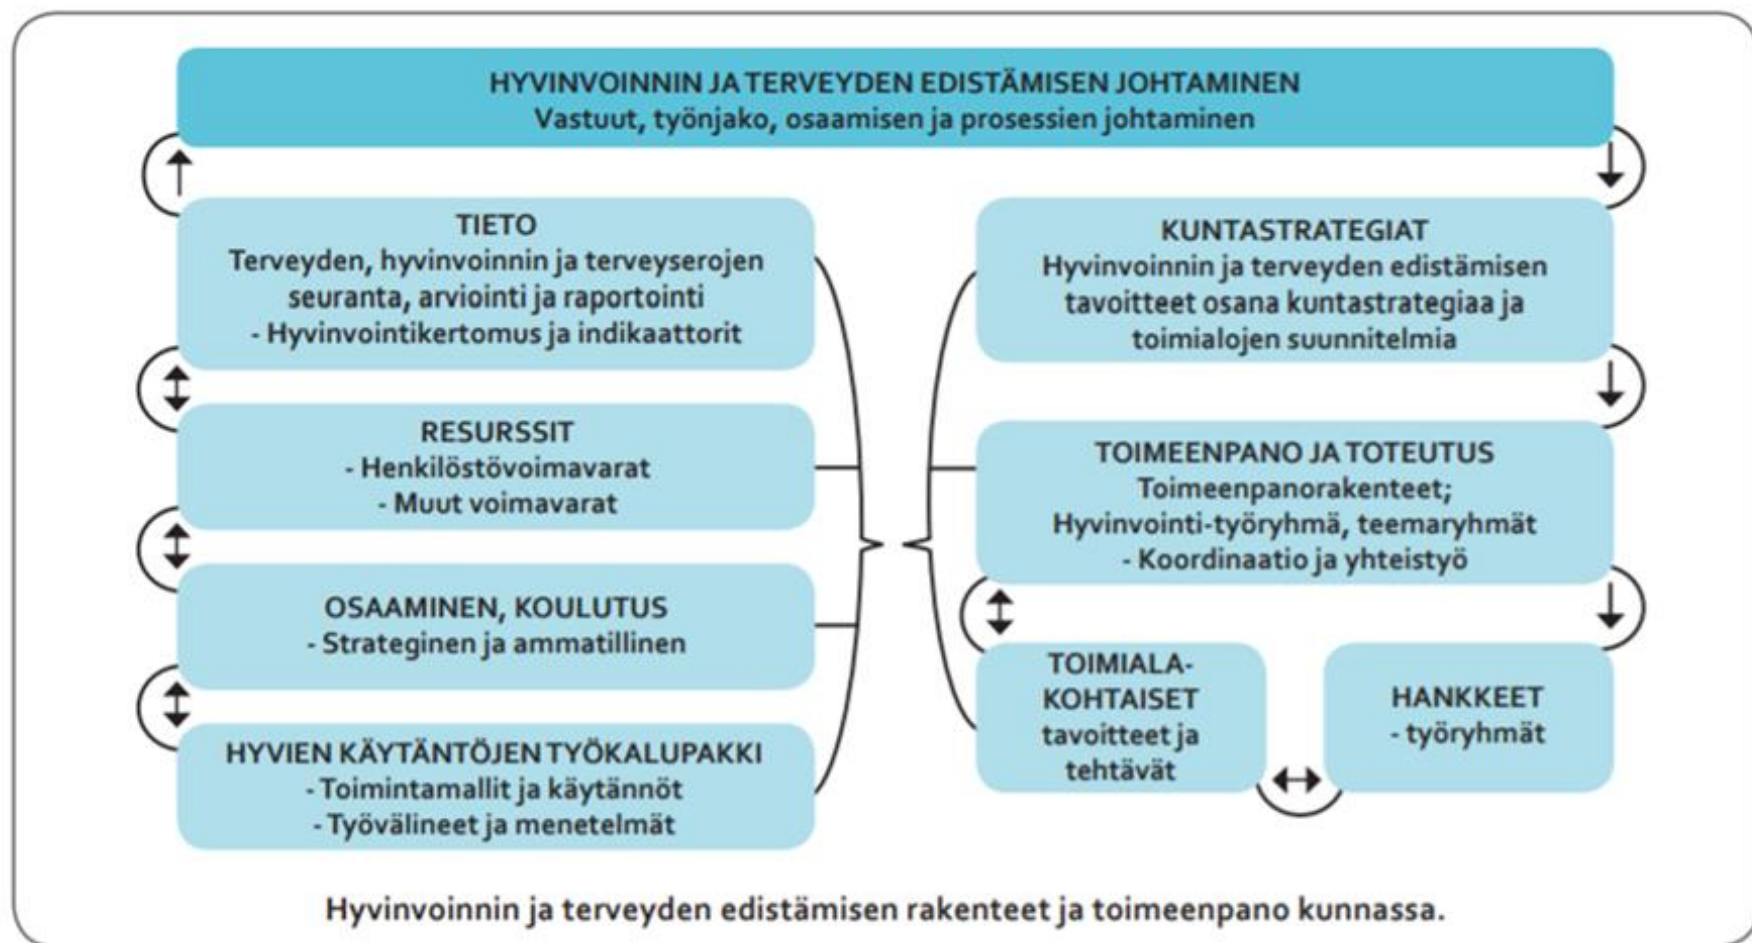 HYVINVOINNIN JA TERVEYDEN EDISTÄMISEN JOHTAMINEN
Vastuut, työnjako, osaamisen ja prosessien johtaminen
TIETO
Terveyden, hyvinvoinnin ja terveyserojen
seuranta, arviointi ja raportointi
- Hyvinvointikertomus ja indikaattorit
RESURSSIT
- Henkilöstövoimavarat
- Muut voimavarat
OSAAMINEN, KOULUTUS
- Strateginen ja ammatillinen
HYVIEN KÄYTÄNTÖJEN TYÖKALUPAKKI
- Toimintamallit ja käytännöt
- Työvälineet ja menetelmät
KUNTASTRATEGIAT
Hyvinvoinnin ja terveyden edistämisen
tavoitteet osana kuntastrategiaa ja
toimialojen suunnitelmia
TOIMEENPANO JA TOTEUTUS
Toimeenpanorakenteet;
Hyvinvointi-työryhmä, teemaryhmät
- Koordinaatio ja yhteistyö
TOIMIALA-
KOHTAISET
tavoitteet ja
tehtävät
HANKKEET
- työryhmät
Hyvinvoinnin ja terveyden edistämisen rakenteet ja toimeenpano kunnassa.